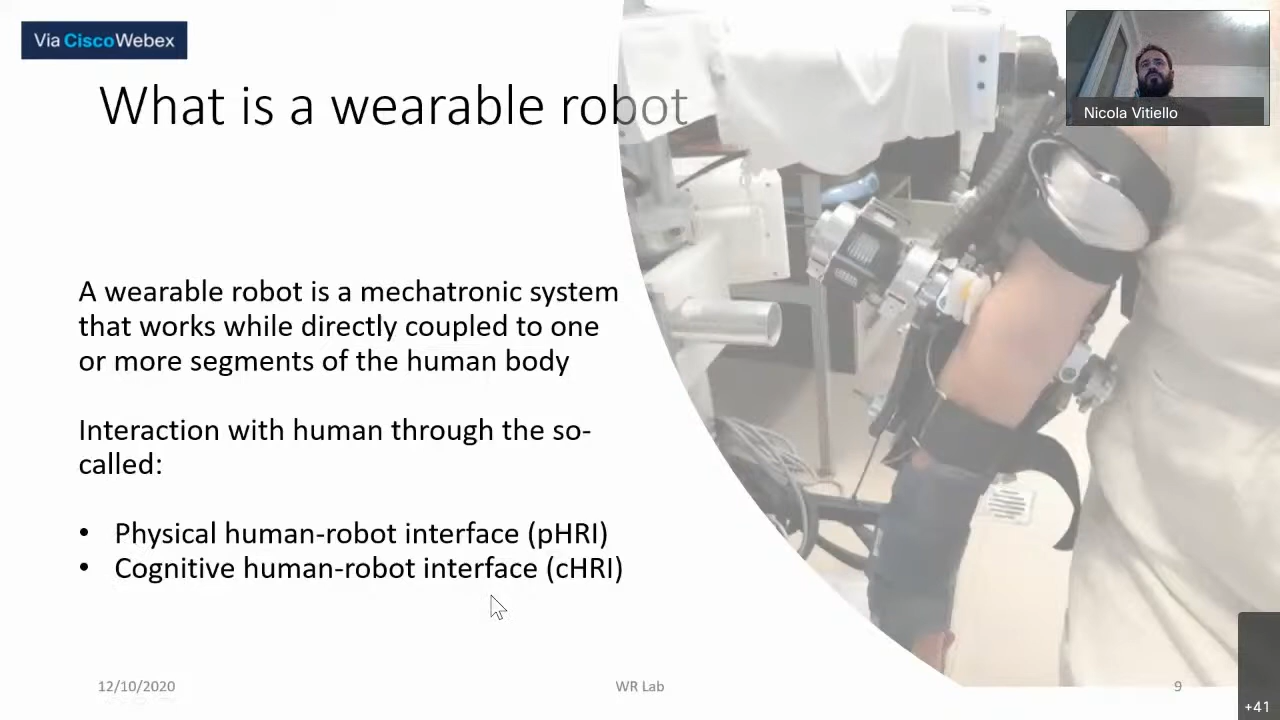 Via CiscoWebex
Nicola Vitiello
What is a wearable robot
A wearable robot is a mechatronic system
that works while directly coupled to one
or more segments of the human body
Interaction with human through the so-
called:
• Physical human-robot interface (pHRI)
• Cognitive human-robot interface (cHRI)
12/10/2020
WR Lab
9
+41